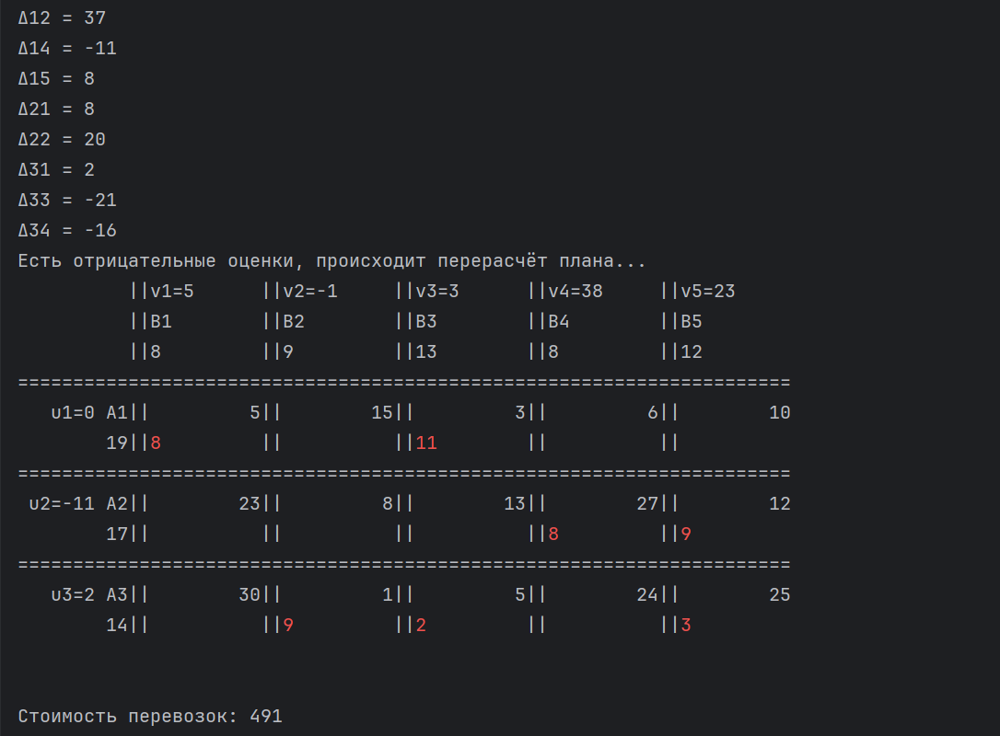 Δ12 = 37
Δ14 = -11
Δ15 = 8
Δ21 = 8
Δ22 = 20
Δ31 = 2
Δ33 = -21
Δ34 = -16
Есть отрицательные оценки, происходит перерасчёт плана...
          ||v1=5      ||v2=-1     ||v3=3      ||v4=38     ||v5=23
          ||B1        ||B2        ||B3        ||B4        ||B5
          ||8         ||9         ||13        ||8         ||12
======================================================================
   u1=0 A1||         5||        15||         3||         6||        10
        19||8         ||          ||11        ||          ||
======================================================================
 u2=-11 A2||        23||         8||        13||        27||        12
        17||          ||          ||          ||8         ||9
======================================================================
   u3=2 A3||        30||         1||         5||        24||        25
        14||          ||9         ||2         ||          ||3
Стоимость перевозок: 491